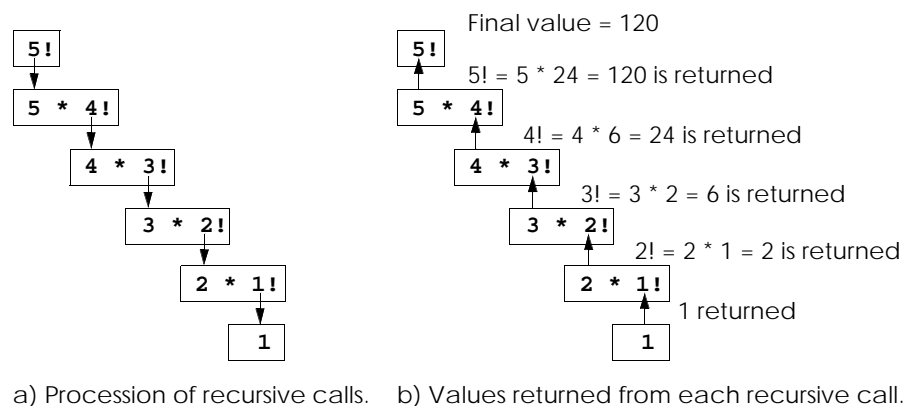 5!
5 * 4!
4 * 3!
3 * 2!
2 * 1!
1
a) Procession of recursive calls.
Final value = 120
5!
5! = 5 * 24 = 120 is returned
5 * 4!
4! = 4 * 6 = 24 is returned
4 * 3!
3! = 3 * 2 = 6 is returned
3 * 2!
2! = 2 * 1 = 2 is returned
2 * 1!
1 returned
1
b) Values returned from each recursive call.